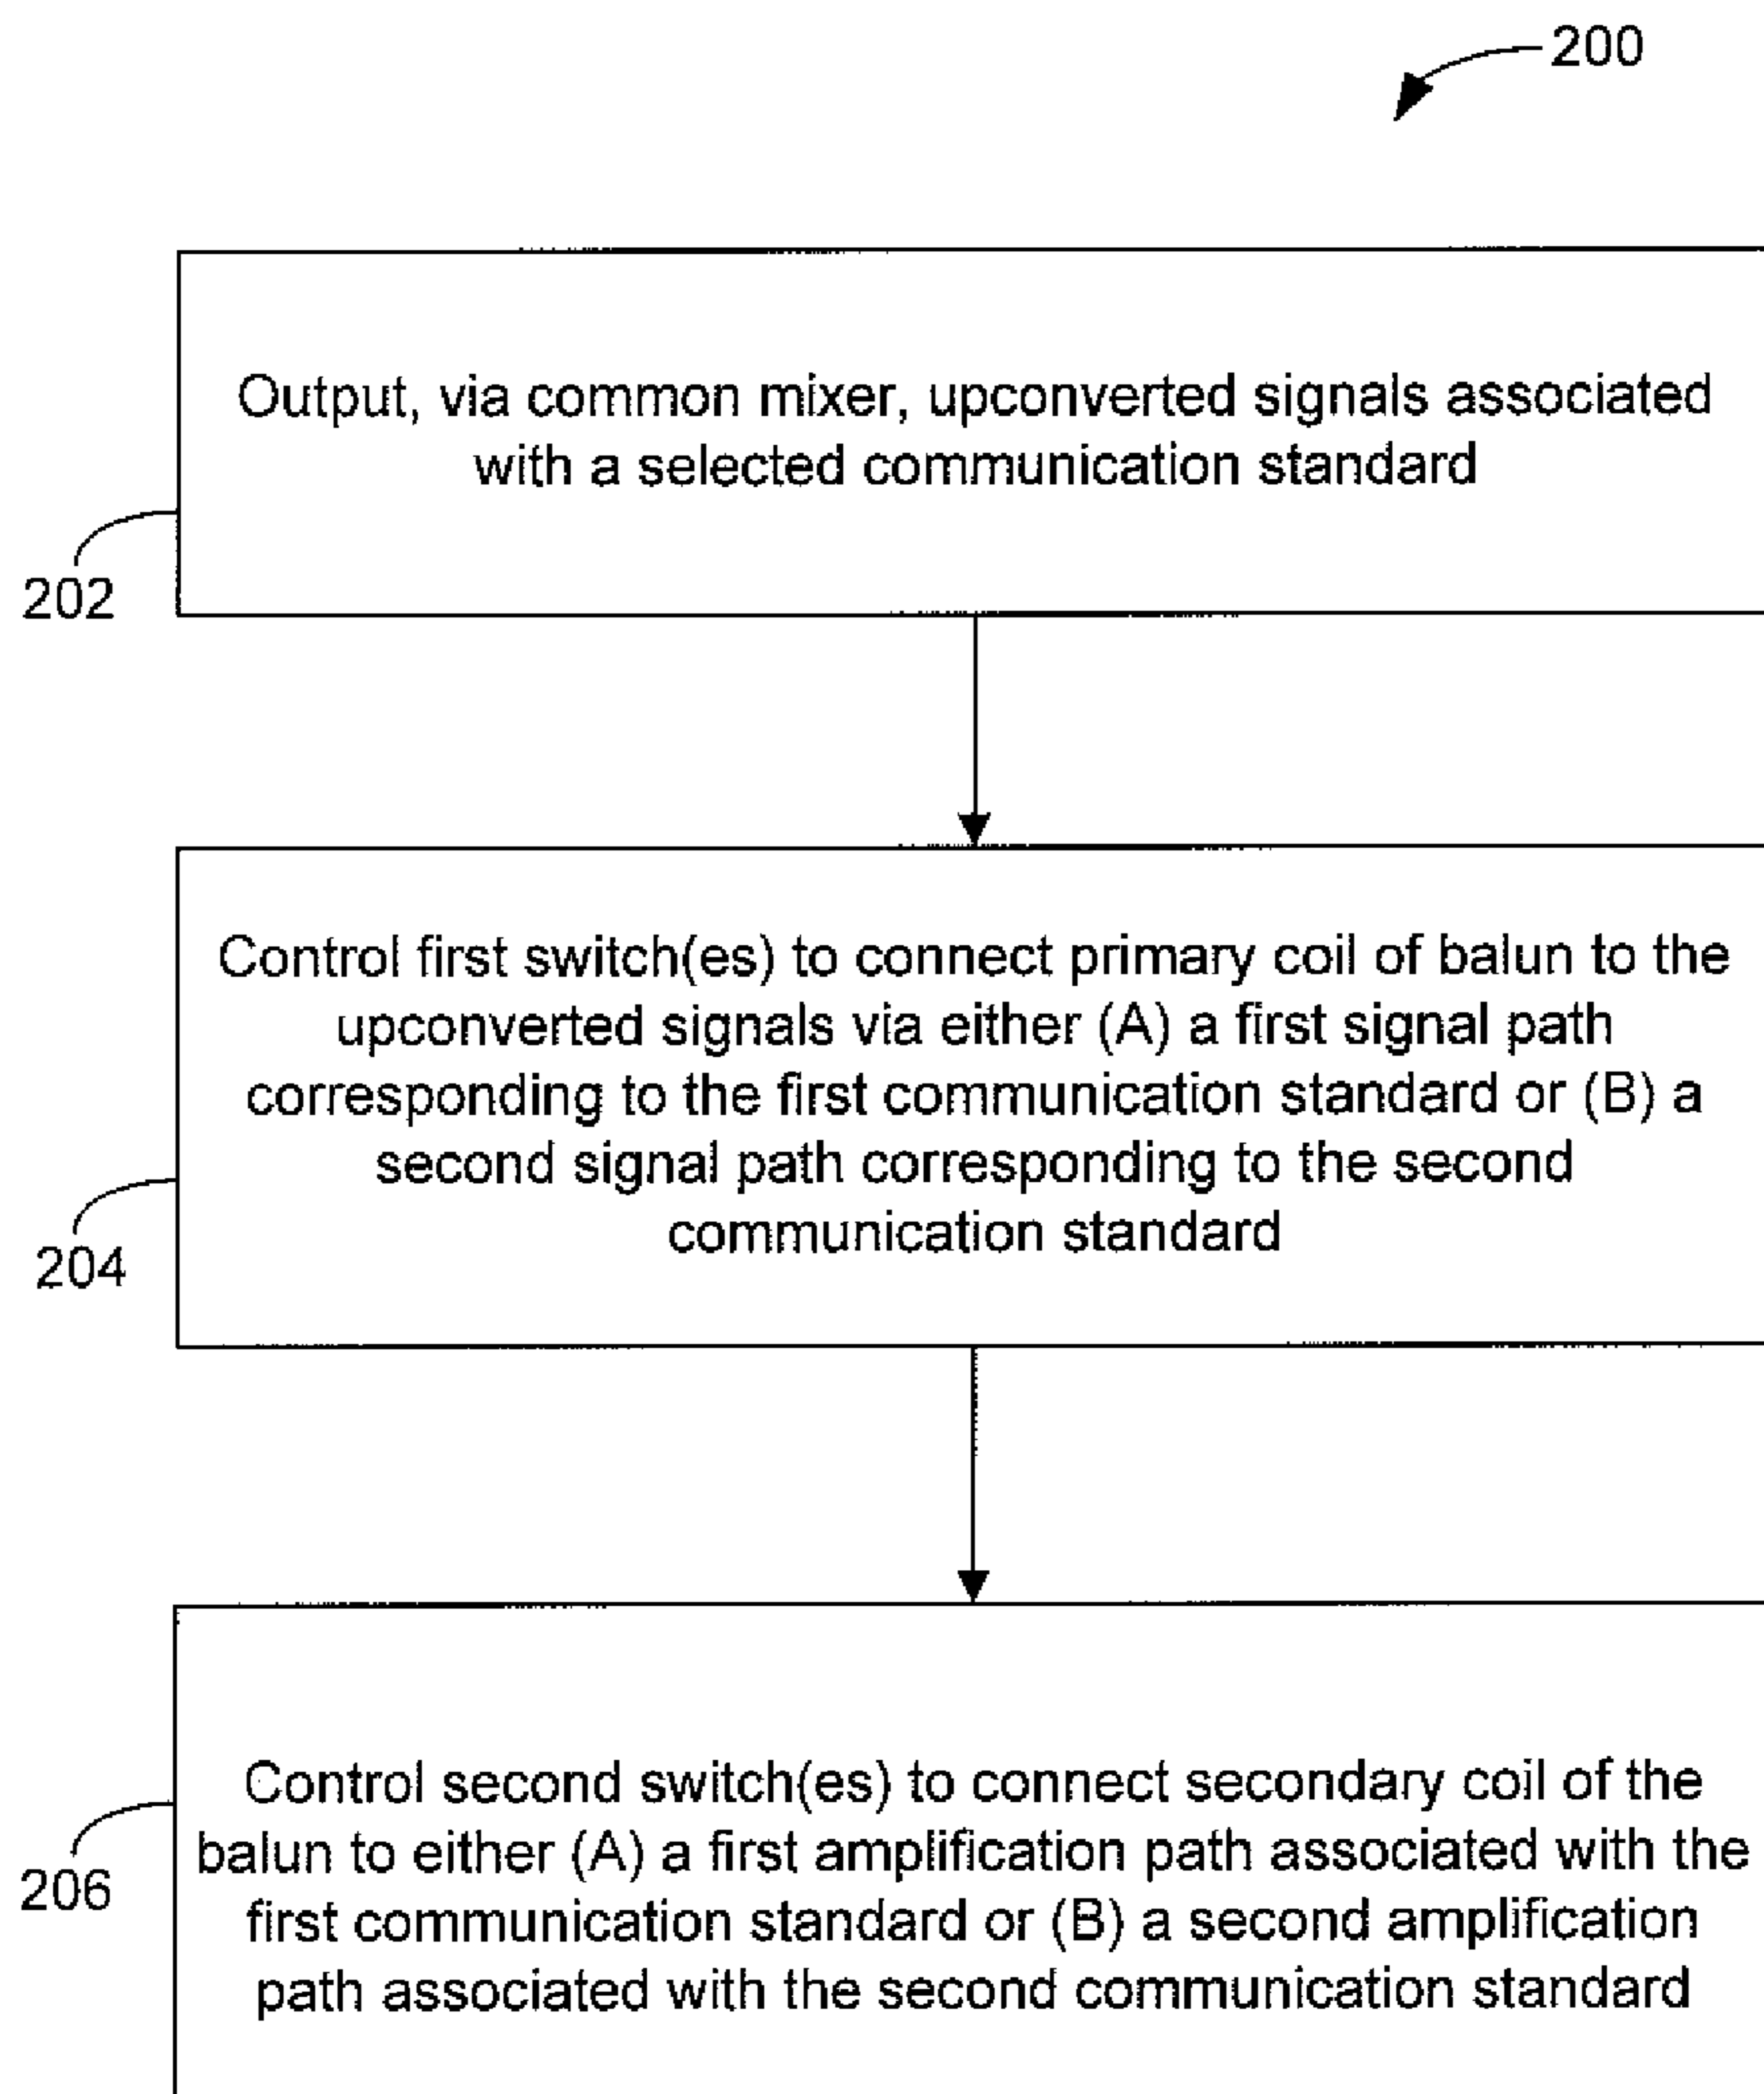 200
Output, via common mixer, upconverted signals associated
with a selected communication standard
202
Control first switch(es) to connect primary coil of balun to the
upconverted signals via either (A) a first signal path
corresponding to the first communication standard or (B) a
second signal path corresponding to the second
communication standard
204
Control second switch(es) to connect secondary coil of the
balun to either (A) a first amplification path associated with the
first communication standard or (B) a second amplification
path associated with the second communication standard
206